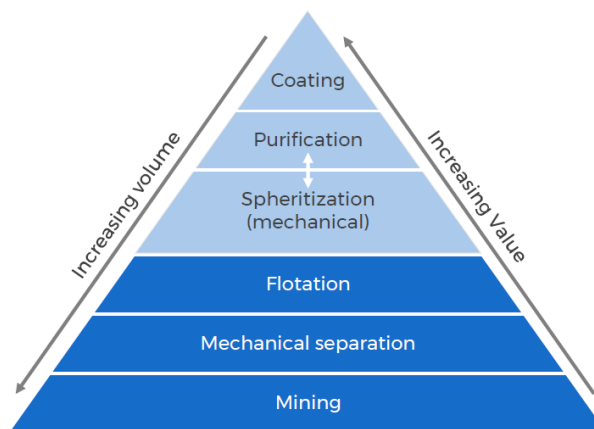 Coating
Purification
Spheritization
(mechanical)
Flotation
Mechanical separation
Mining
Increasing volume
Increasing Value